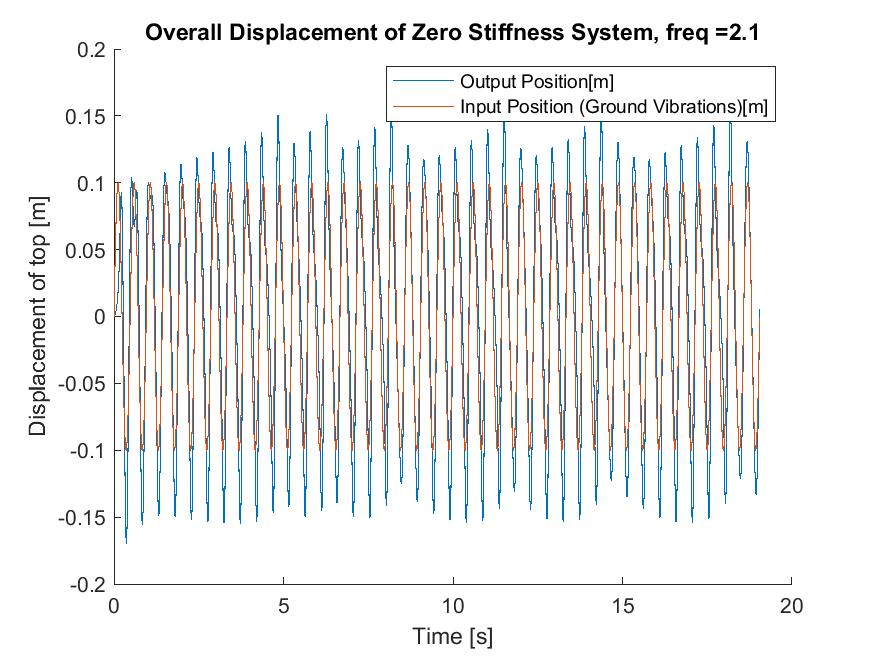 Overall Displacement of Zero Stiffness System, freq =2.1
Output Position[m]
Input Position (Ground Vibrations)[m]
Displacement of top [m]
0.2
0.15
0.1
0.05
0
-0.05
-0.1
-0.15
-0.2
0 5 10 15 20
Time [s]